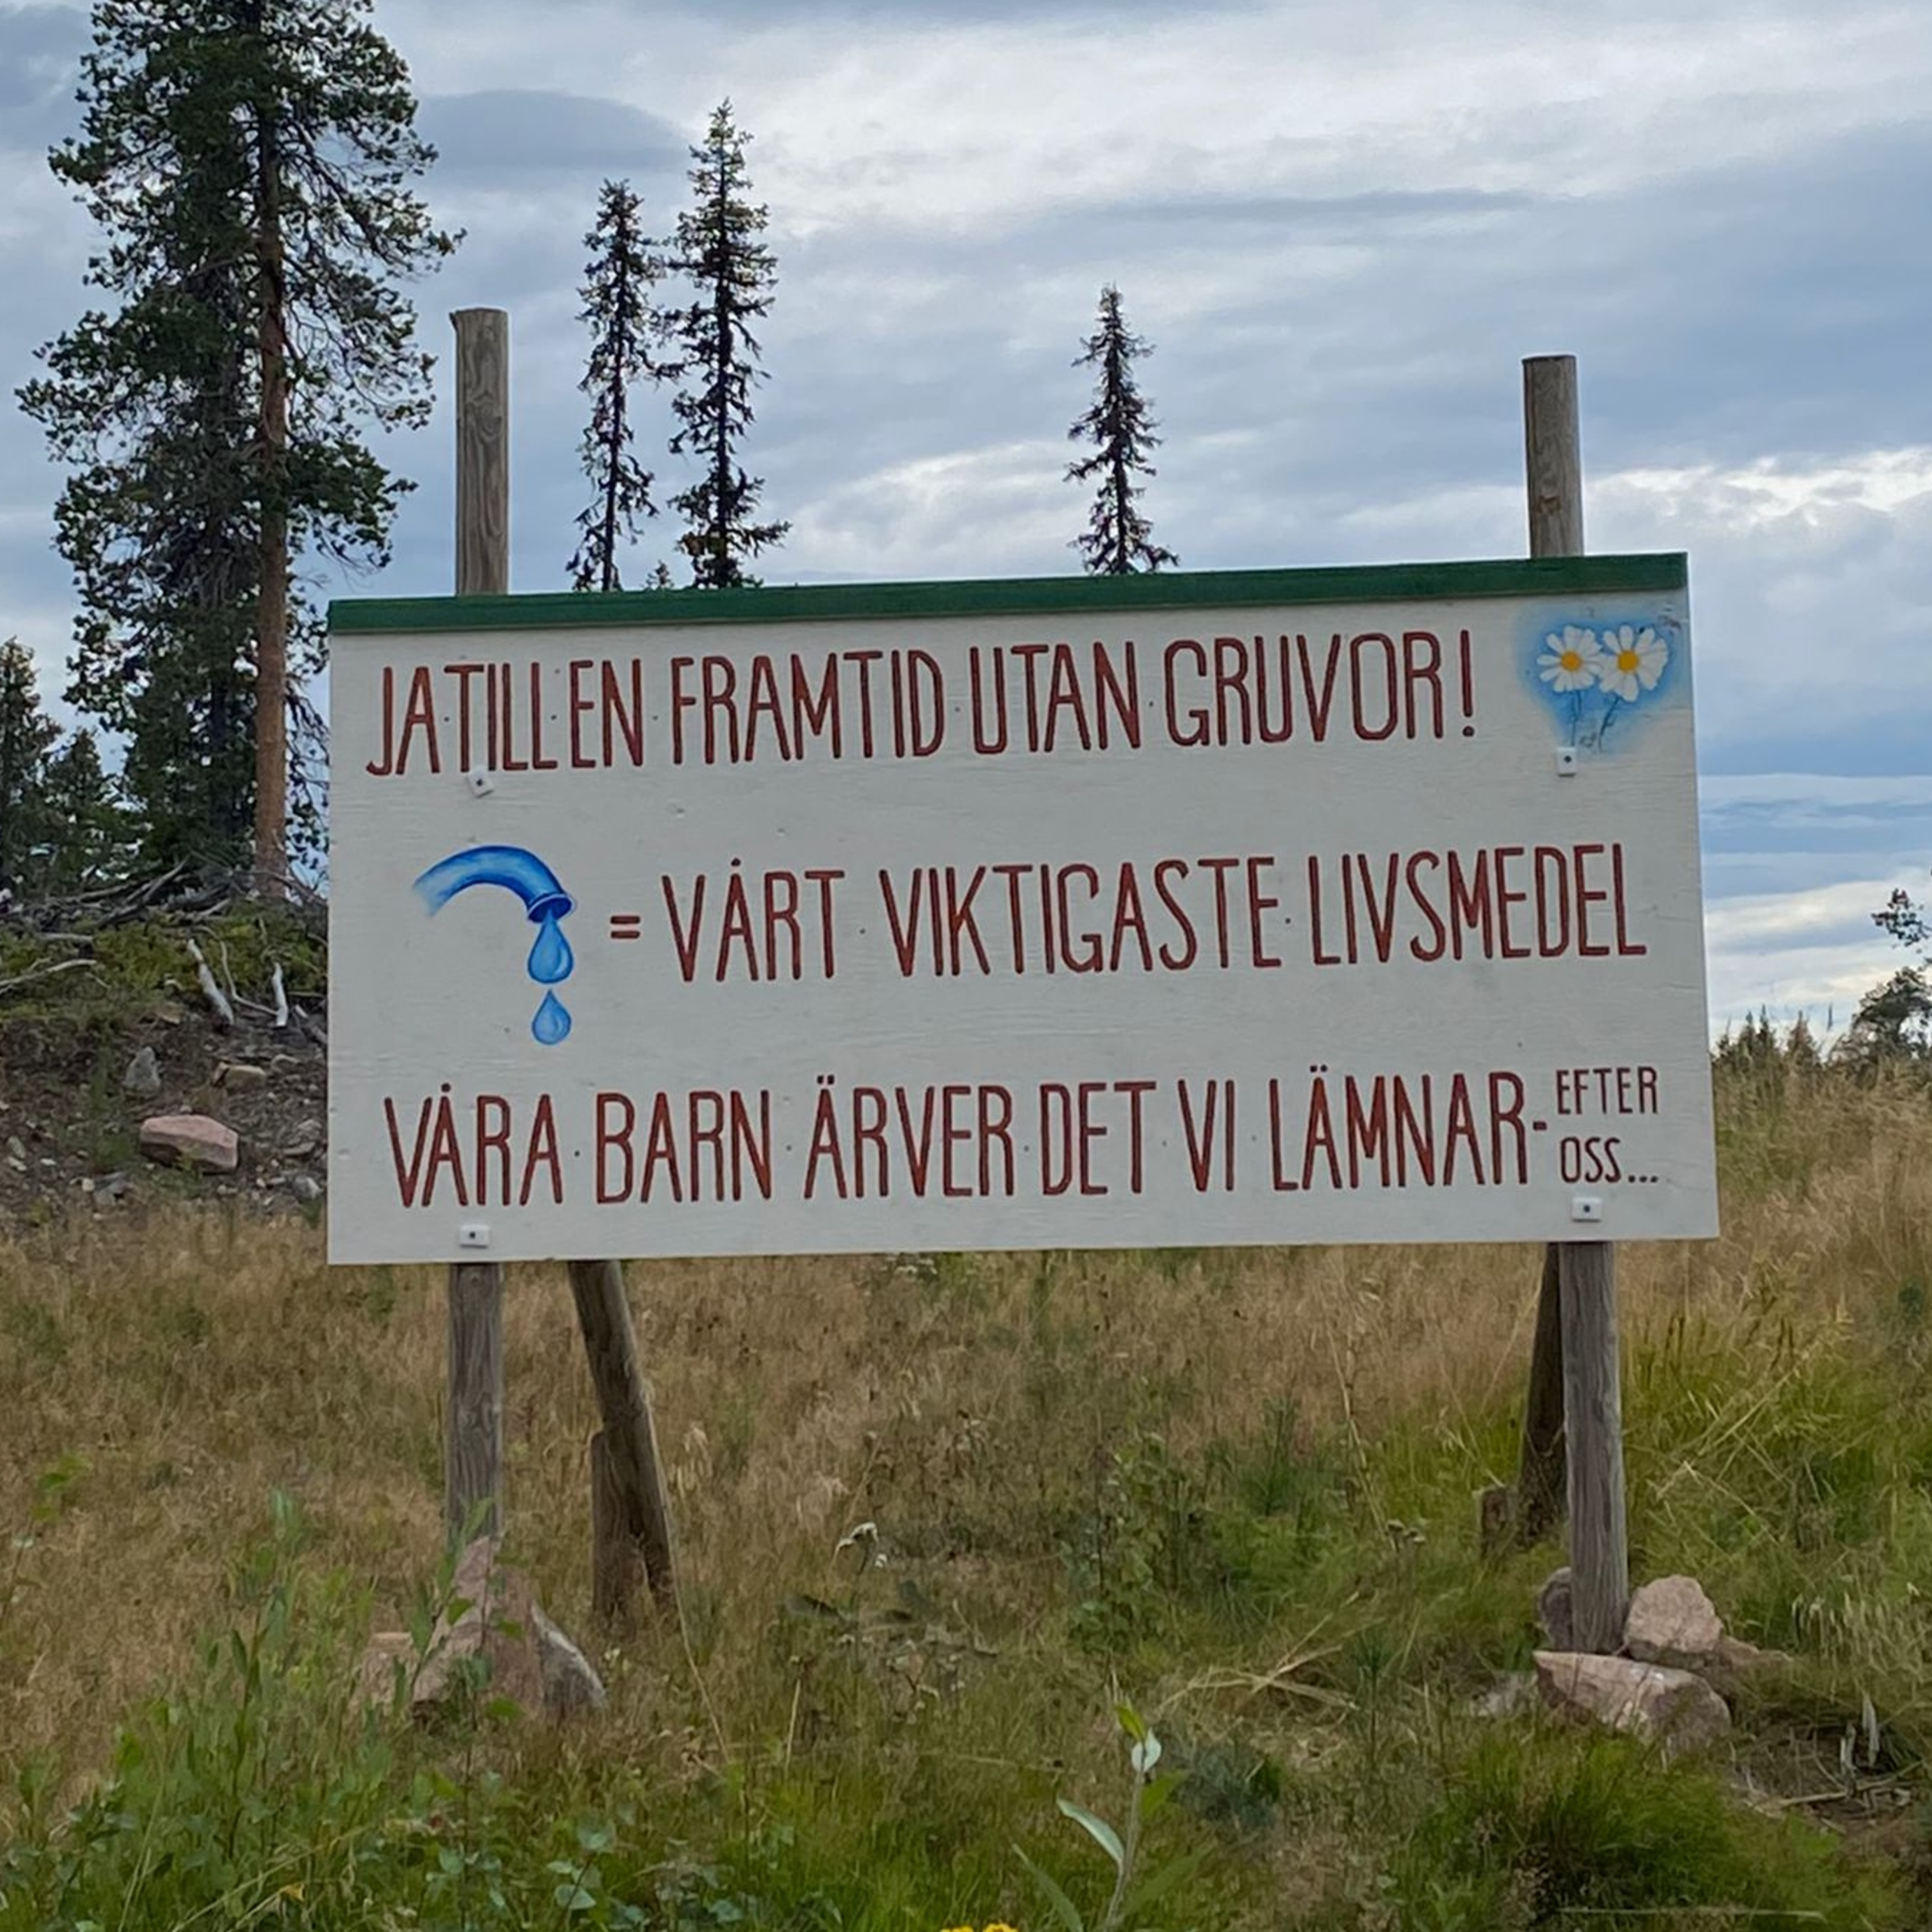 JA·TILL·EN·FRAMTID·UTAN·GRUVOR!
= VÅRT·VIKTIGASTE·LIVSMEDEL
VÅRA·BARN·ÄRVER·DET·VI·LÄMNAR- EFTER
OSS...